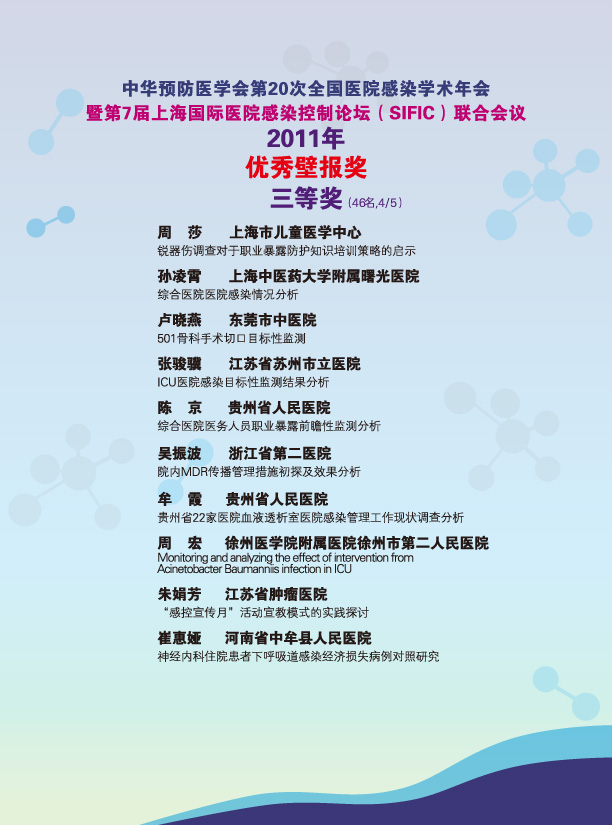 中华预防医学会第20次全国医院感染学术年会
暨第7届上海国际医院感染控制论坛（SIFIC）联合会议
2011年
优秀壁报奖
三等奖（46名,4/5）
周　莎　上海市儿童医学中心
锐器伤调查对于职业暴露防护知识培训策略的启示
孙凌霄　上海中医药大学附属曙光医院
综合医院医院感染情况分析
卢晓燕　东莞市中医院
501骨科手术切口目标性监测
张骏骥　江苏省苏州市立医院
ICU医院感染目标性监测结果分析
陈　京　贵州省人民医院
综合医院医务人员职业暴露前瞻性监测分析
吴振波　浙江省第二医院
院内MDR传播管理措施初探及效果分析
牟　霞　贵州省人民医院
贵州省22家医院血液透析室医院感染管理工作现状调查分析
周　宏　徐州医学院附属医院徐州市第二人民医院
Monitoring and analyzing the effect of intervention from
Acinetobacter Baumanniis infection in ICU
朱娟芳　江苏省肿瘤医院
“感控宣传月”活动宣教模式的实践探讨
崔惠娅　河南省中牟县人民医院
神经内科住院患者下呼吸道感染经济损失病例对照研究